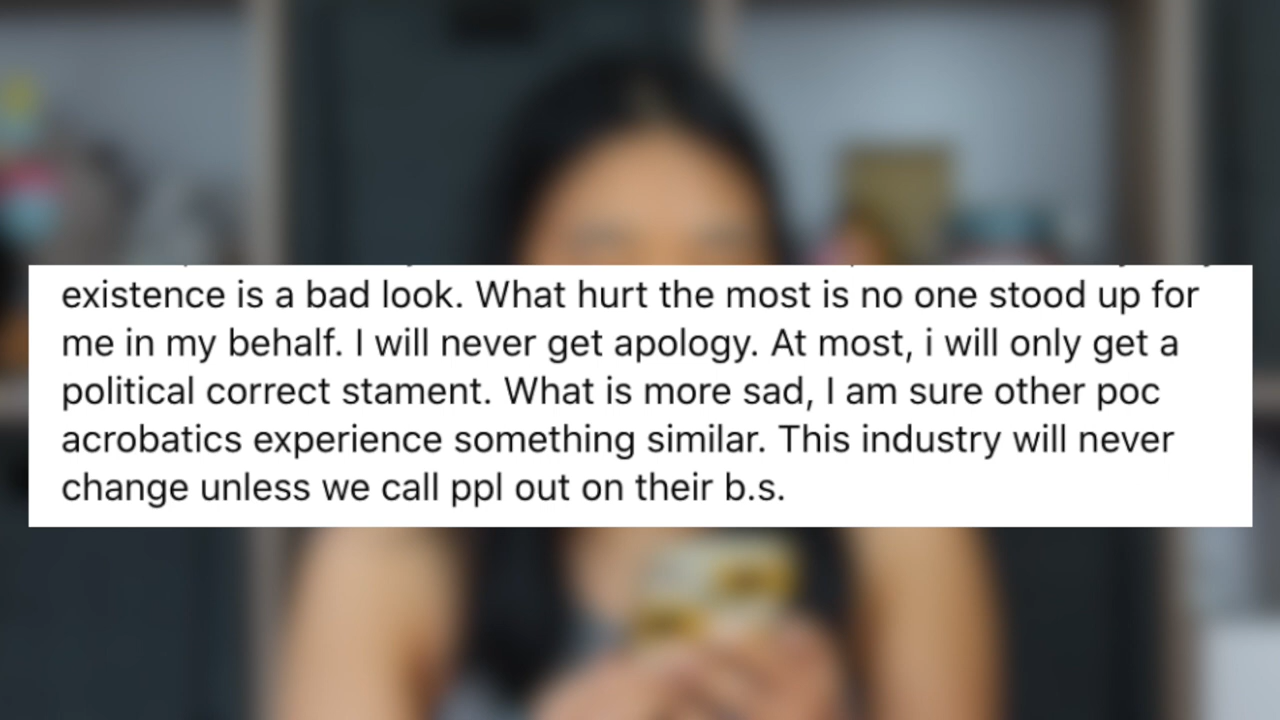 existence is a bad look. What hurt the most is no one stood up for
me in my behalf. I will never get apology. At most, i will only get a
political correct stament. What is more sad, I am sure other poc
acrobatics experience something similar. This industry will never
change unless we call ppl out on their b.s.